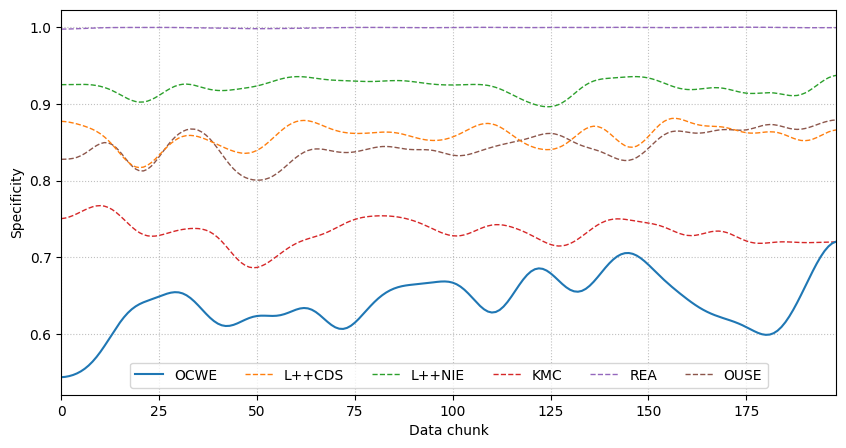 1.0
0.9
0.8
0.7
0.6
Specificity
OCWE L++CDS L++NIE KMC REA OUSE
0 25 50 75 100 125 150 175
Data chunk